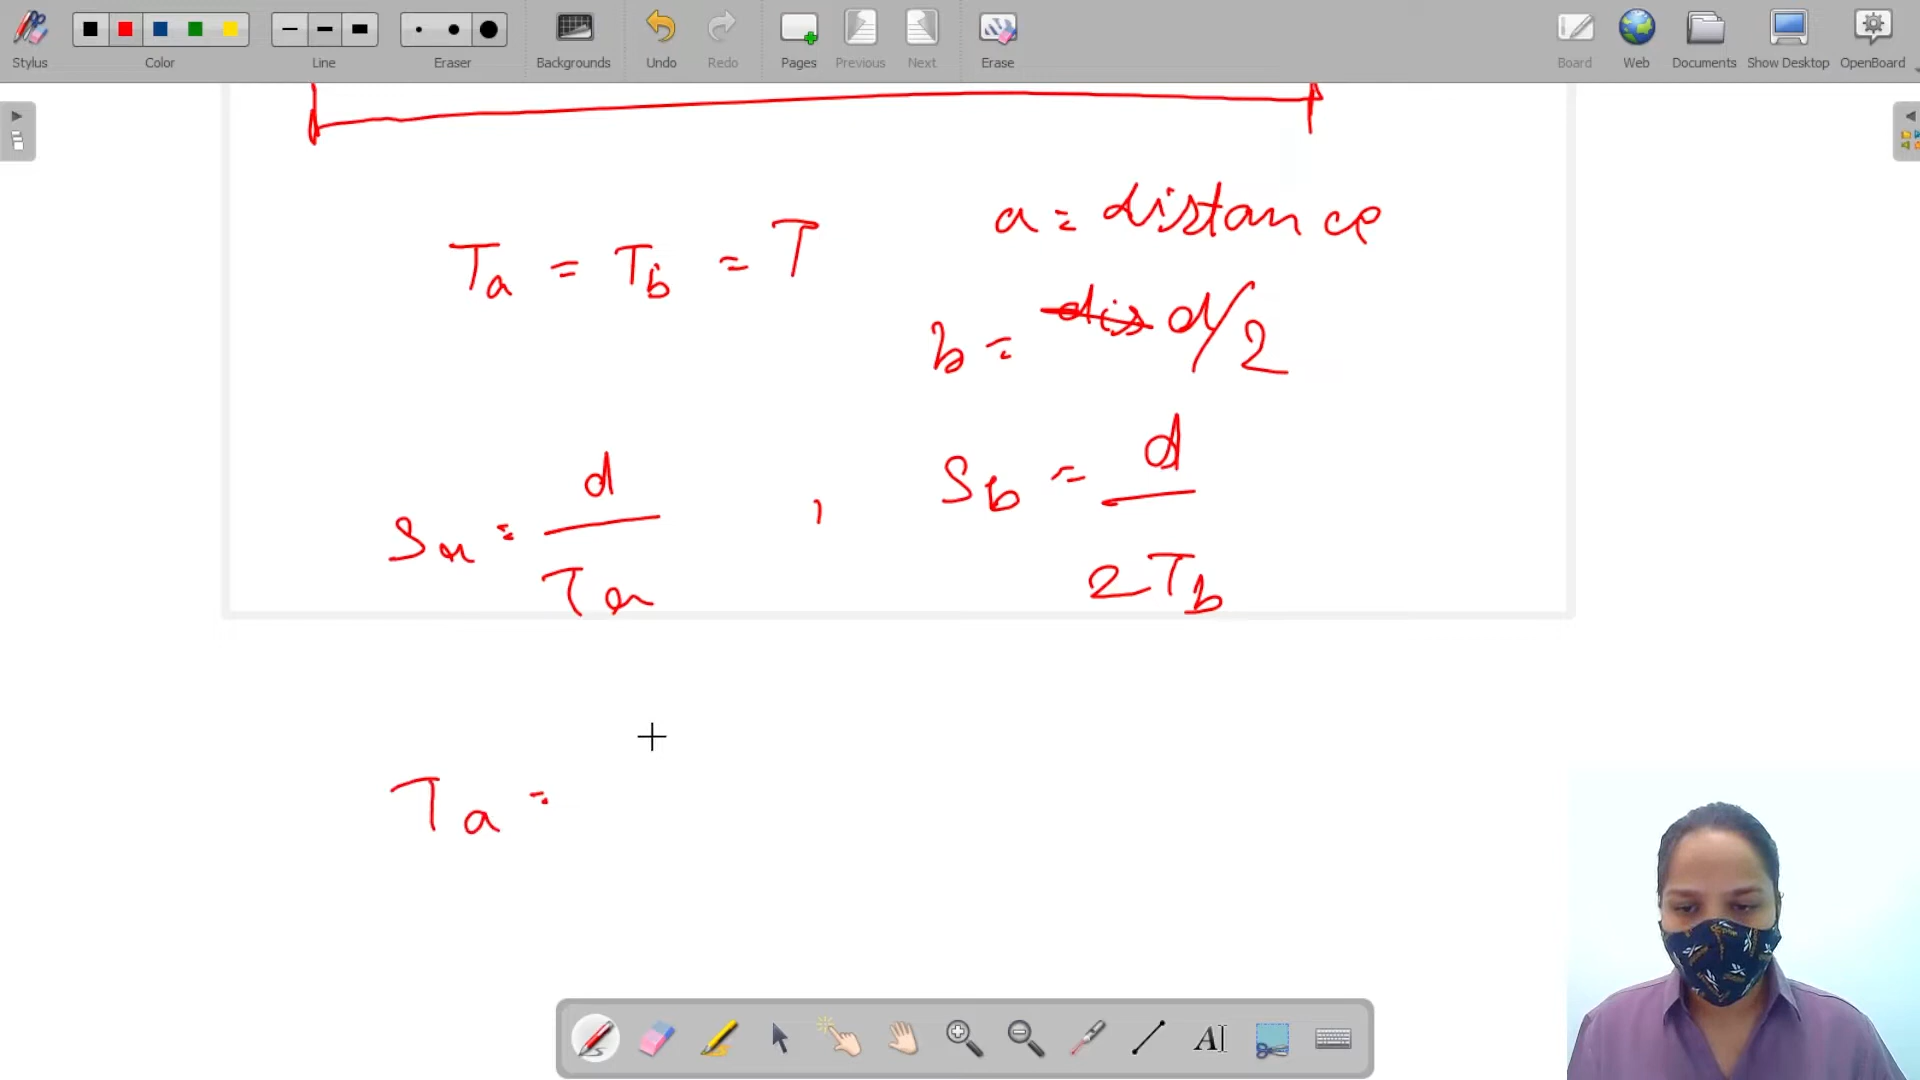 Stylus Color Line Eraser Backgrounds Undo Redo Pages Previous Next Erase Board Web Documents Show Desktop OpenBoard
a = distance
Ta = Tb = T
b = dis d/2
Sa = d/Ta , Sb = d/2Tb
Ta =